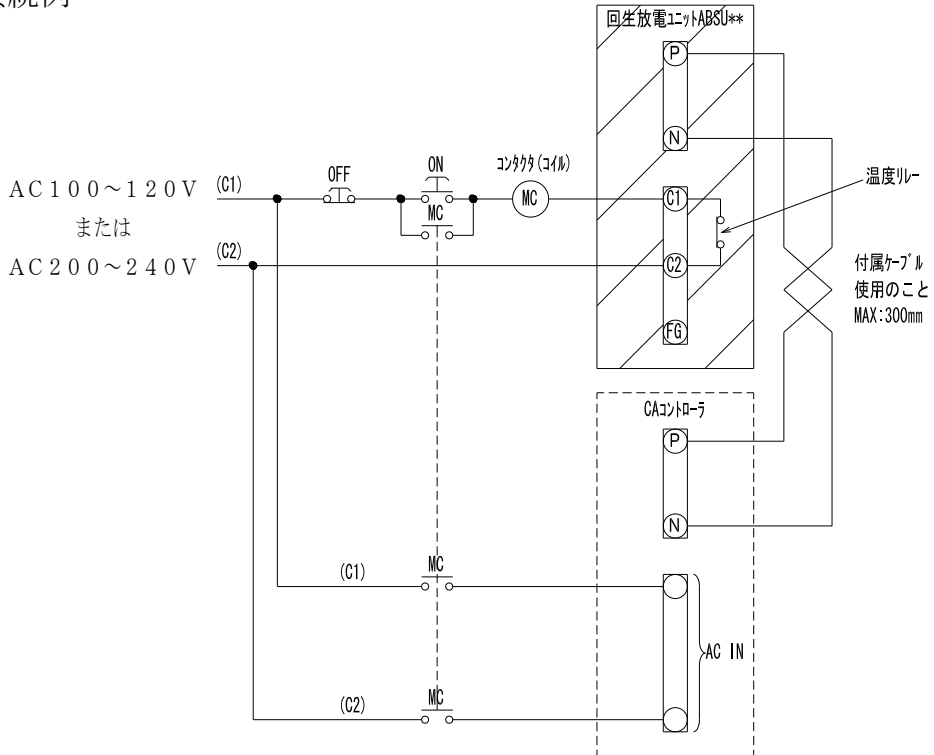 続例
回生放電ユニットABSU**
P
N
AC100～120V
または
AC200～240V
(C1)
(C2)
OFF
ON
MC
コンタクタ(コイル)
MC
C1
C2
FG
温度リレー
付属ケーブル
使用のこと
MAX:300mm
CAコントローラ
P
N
(C1)
MC
(C2)
MC
AC IN